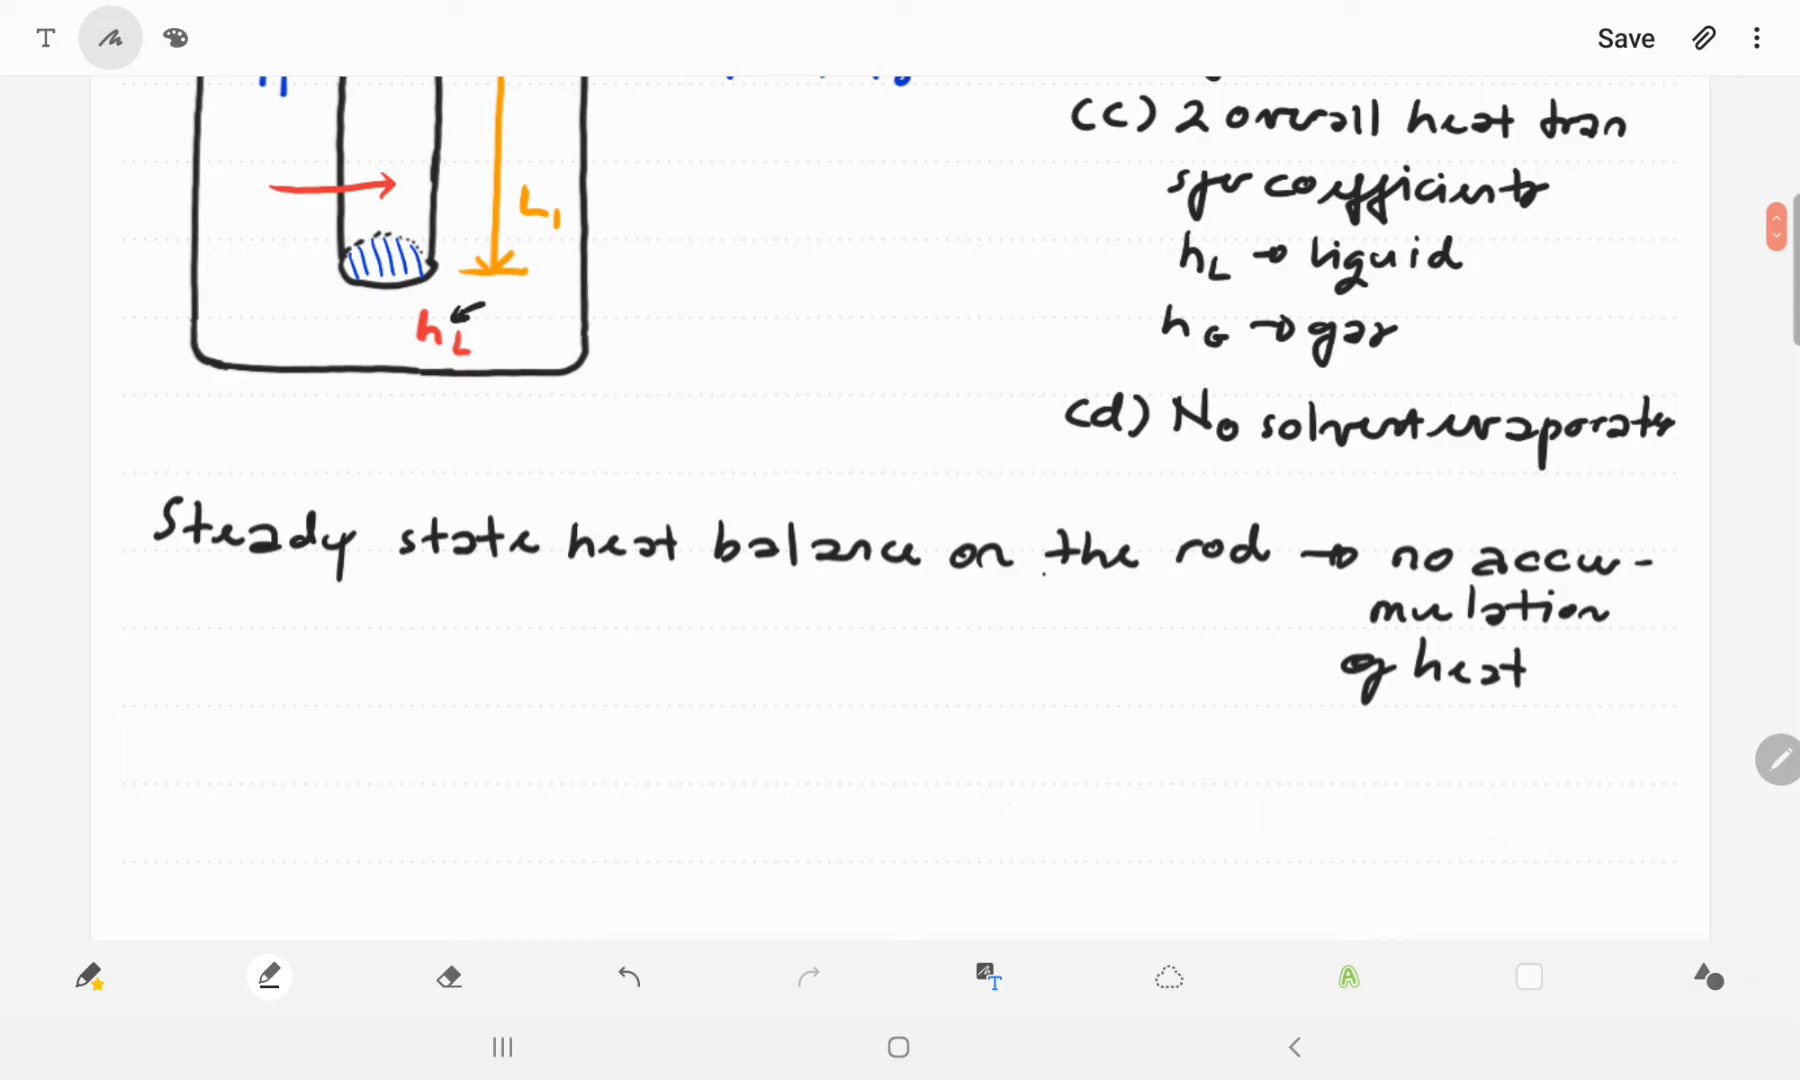 T
Save
(c) 2 overall heat tran
sfer coefficients
hL → liquid
L1
hL
hG → gas
(d) No solvent evaporates
Steady state heat balance on the rod → no accu-
mulation
of heat